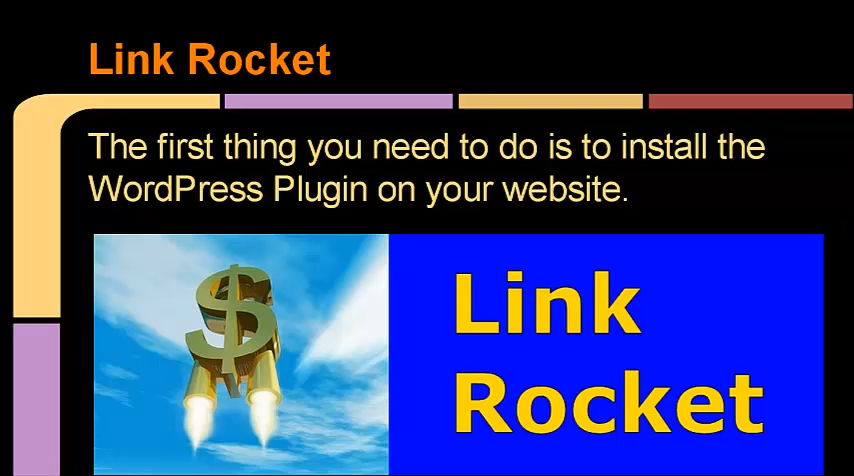 Link Rocket
The first thing you need to do is to install the
WordPress Plugin on your website.
Link
Rocket